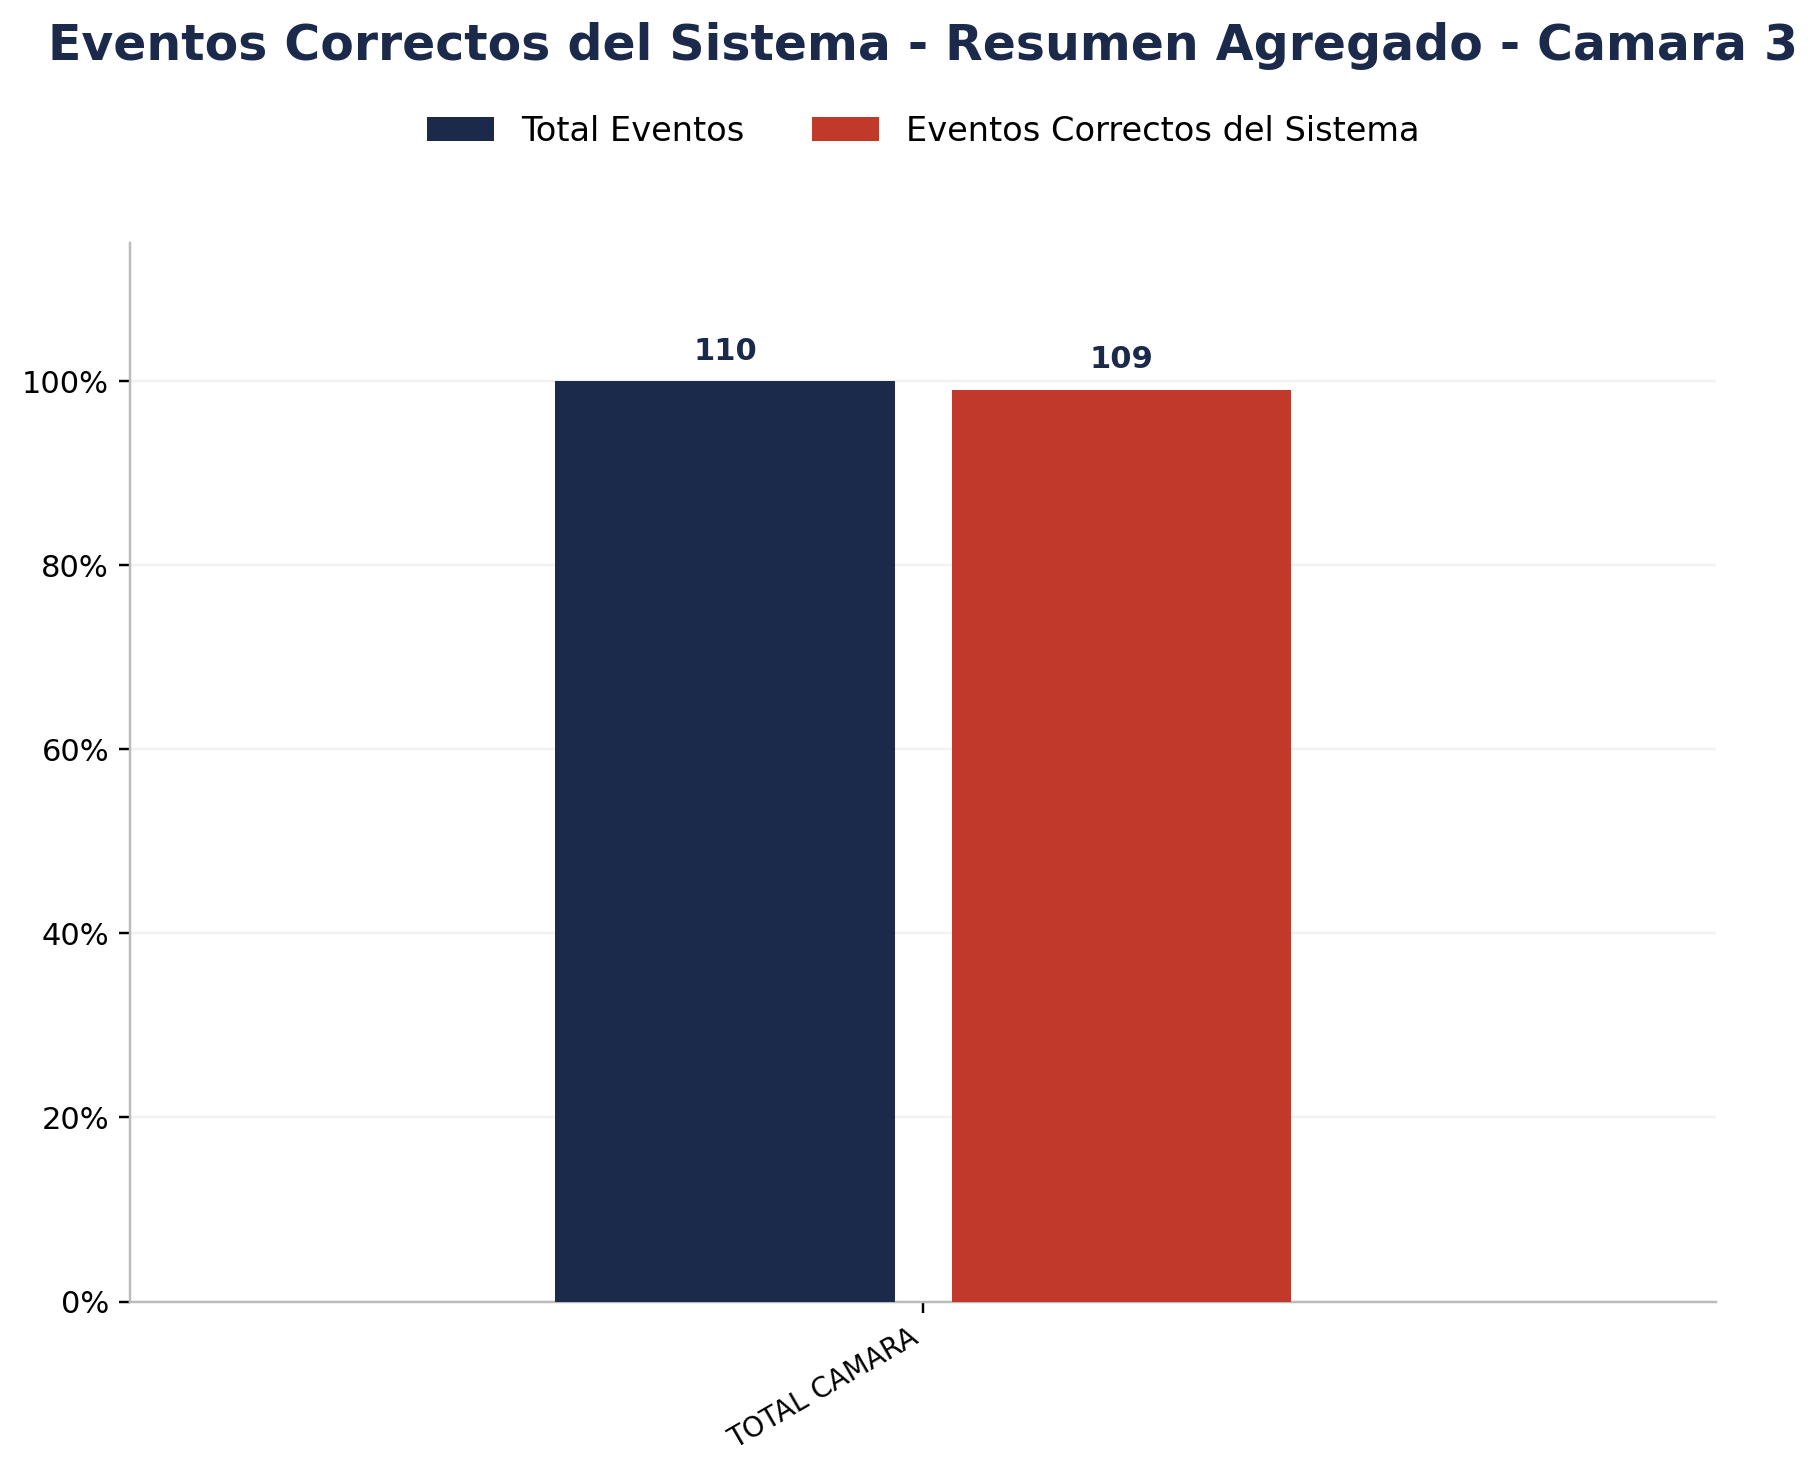 Eventos Correctos del Sistema - Resumen Agregado - Camara 3
Total Eventos
Eventos Correctos del Sistema
110
109
100%
80%
60%
40%
20%
0%
TOTAL CAMARA